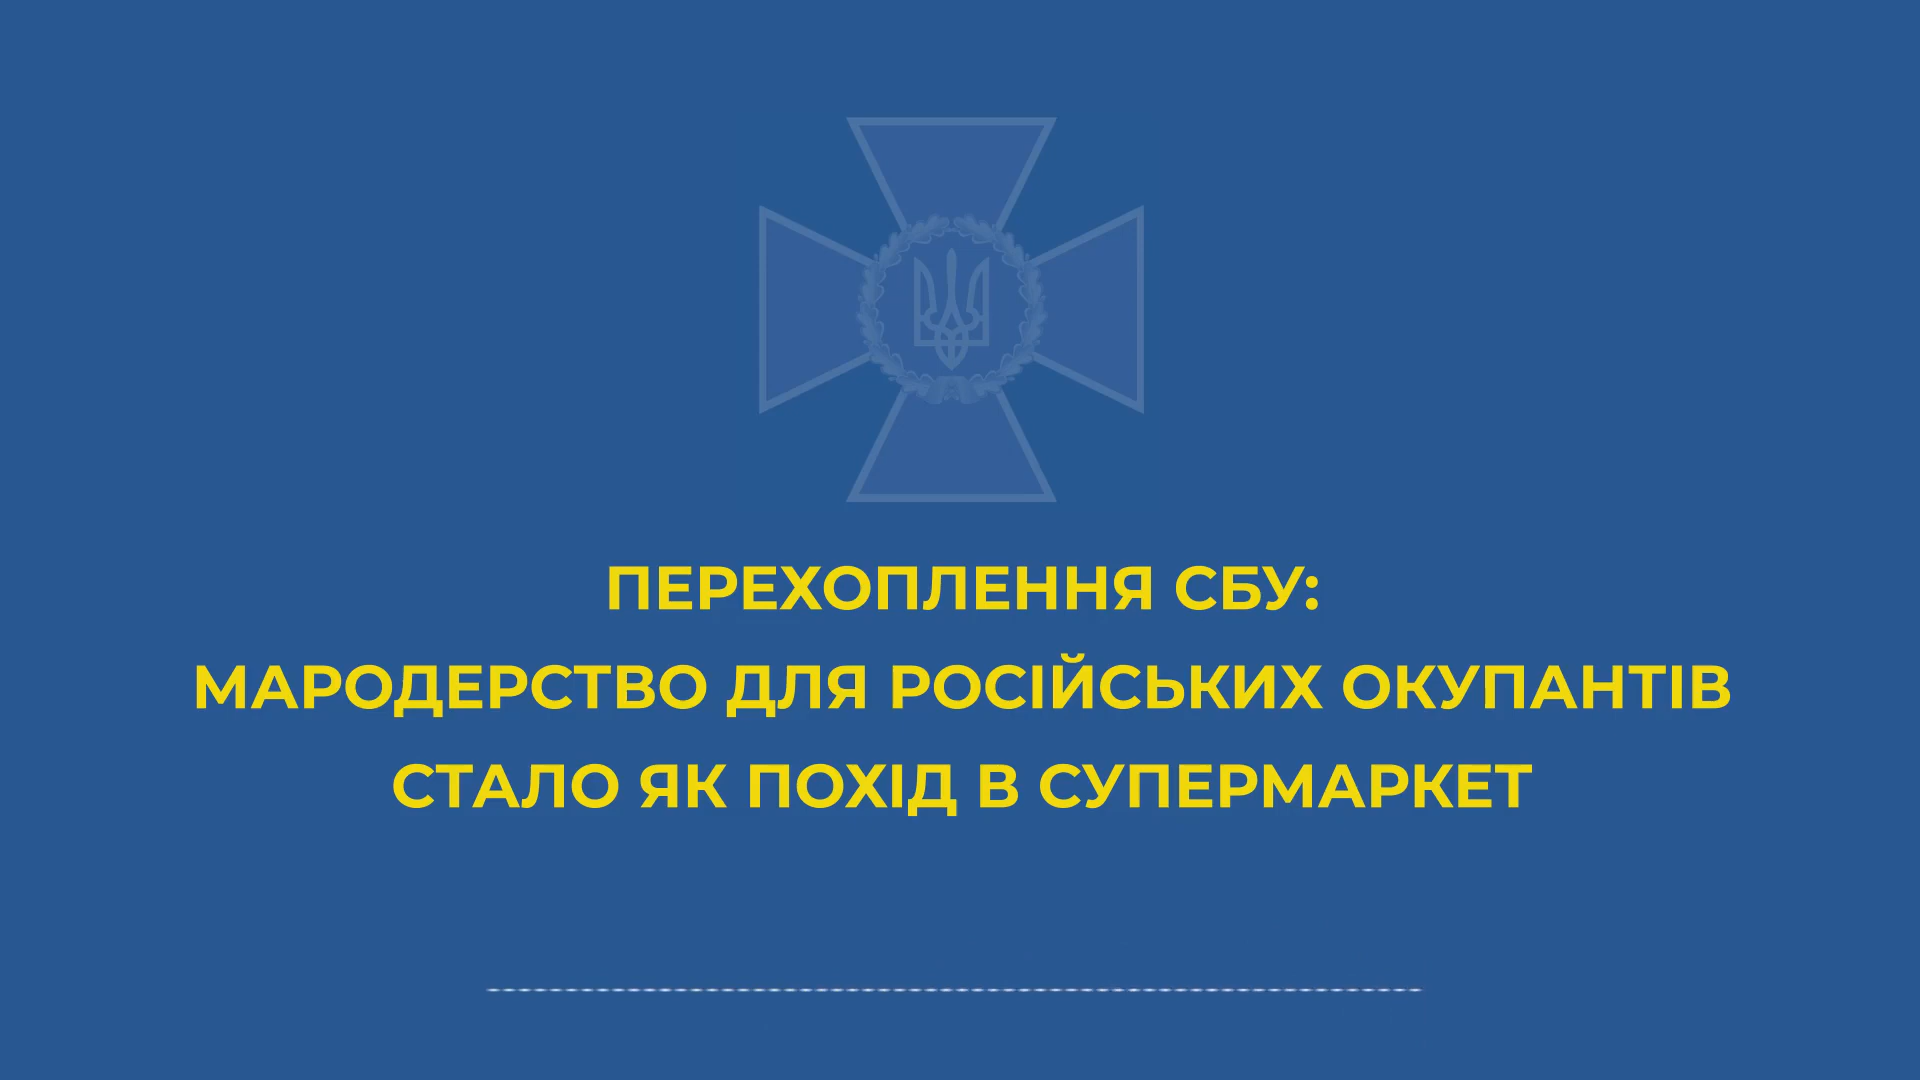 ПЕРЕХОПЛЕННЯ СБУ:
МАРОДЕРСТВО ДЛЯ РОСІЙСЬКИХ ОКУПАНТІВ
СТАЛО ЯК ПОХІД В СУПЕРМАРКЕТ